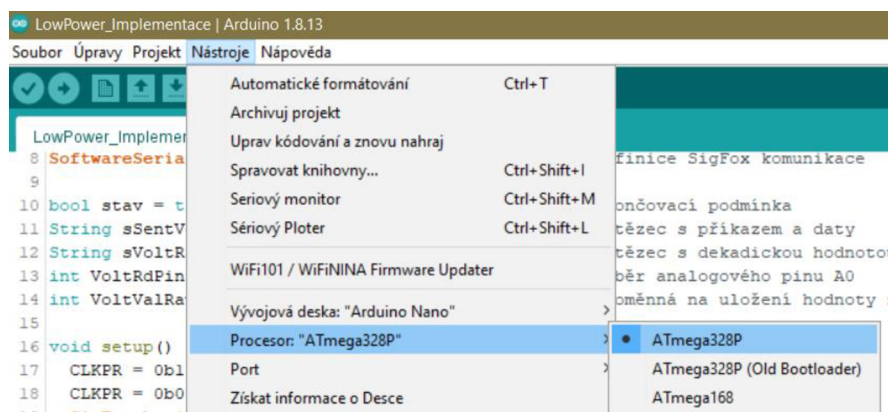 LowPower_Implementace | Arduino 1.8.13
Soubor Úpravy Projekt Nástroje Nápověda
Automatické formátování Ctrl+T
Archivuj projekt
LowPower_Implemen
Uprav kódování a znovu nahraj
8 SoftwareSeria finice SigFox komunikace
Spravovat knihovny... Ctrl+Shift+I
9
10 bool stav = t ončovací podmínka
Seriový monitor Ctrl+Shift+M
11 String sSentV tězec s příkazem a daty
Sériový Ploter Ctrl+Shift+L
12 String sVoltR tězec s dekadickou hodnotou
13 int VoltRdPin běr analogového pinu A0
WiFi101 / WiFiNINA Firmware Updater
14 int VoltValRa oměnná na uložení hodnoty
Vývojová deska: "Arduino Nano"
15
16 void setup()
Procesor: "ATmega328P" ATmega328P
17 CLKPR = 0b1
Port ATmega328P (Old Bootloader)
18 CLKPR = 0b0
Získat informace o Desce ATmega168